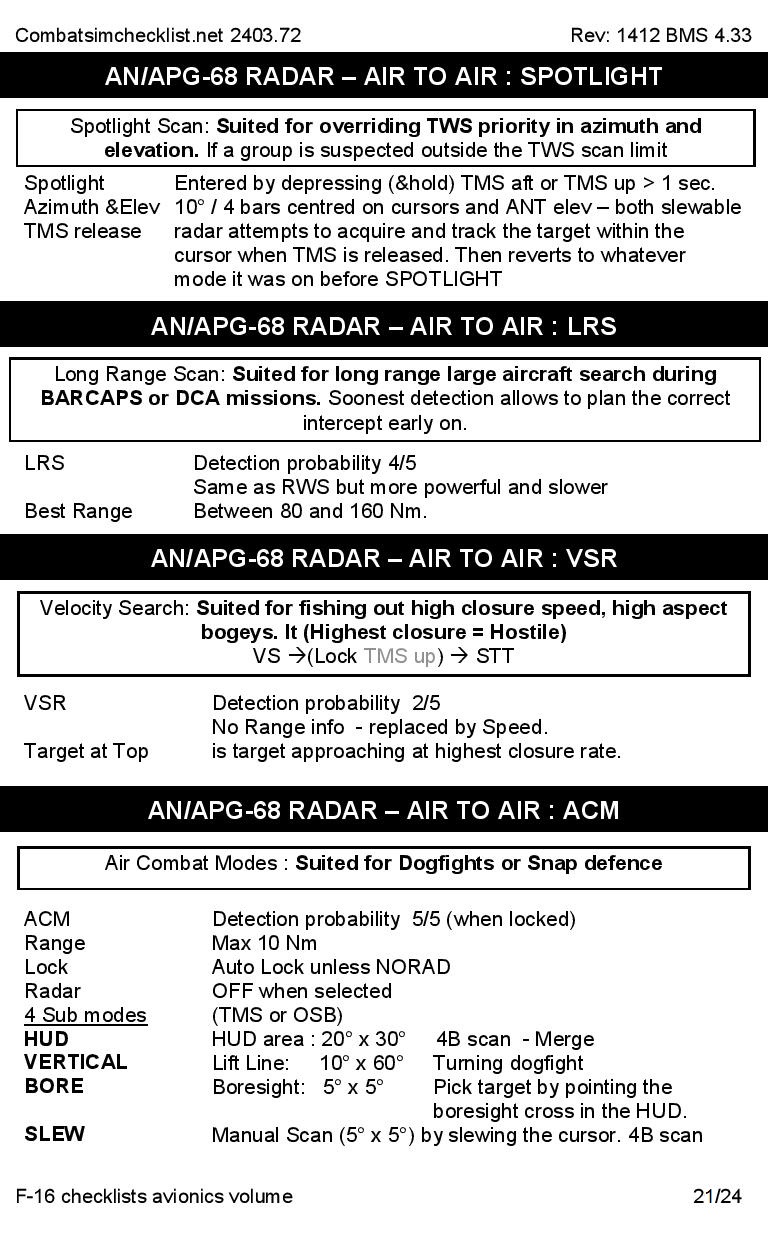 Combatsimchecklist.net 2403.72 Rev: 1412 BMS 4.33
AN/APG-68 RADAR – AIR TO AIR : SPOTLIGHT
Spotlight Scan: Suited for overriding TWS priority in azimuth and
elevation. If a group is suspected outside the TWS scan limit
Spotlight Entered by depressing (&hold) TMS aft or TMS up > 1 sec.
Azimuth &Elev 10° / 4 bars centred on cursors and ANT elev – both slewable
TMS release radar attempts to acquire and track the target within the
cursor when TMS is released. Then reverts to whatever
mode it was on before SPOTLIGHT
AN/APG-68 RADAR – AIR TO AIR : LRS
Long Range Scan: Suited for long range large aircraft search during
BARCAPS or DCA missions. Soonest detection allows to plan the correct
intercept early on.
LRS Detection probability 4/5
Same as RWS but more powerful and slower
Best Range Between 80 and 160 Nm.
AN/APG-68 RADAR – AIR TO AIR : VSR
Velocity Search: Suited for fishing out high closure speed, high aspect
bogeys. It (Highest closure = Hostile)
VS →(Lock TMS up) → STT
VSR Detection probability 2/5
No Range info - replaced by Speed.
Target at Top is target approaching at highest closure rate.
AN/APG-68 RADAR – AIR TO AIR : ACM
Air Combat Modes : Suited for Dogfights or Snap defence
ACM Detection probability 5/5 (when locked)
Range Max 10 Nm
Lock Auto Lock unless NORAD
Radar OFF when selected
4 Sub modes (TMS or OSB)
HUD HUD area : 20° x 30° 4B scan - Merge
VERTICAL Lift Line: 10° x 60° Turning dogfight
BORE Boresight: 5° x 5° Pick target by pointing the
boresight cross in the HUD.
SLEW Manual Scan (5° x 5°) by slewing the cursor. 4B scan
F-16 checklists avionics volume 21/24